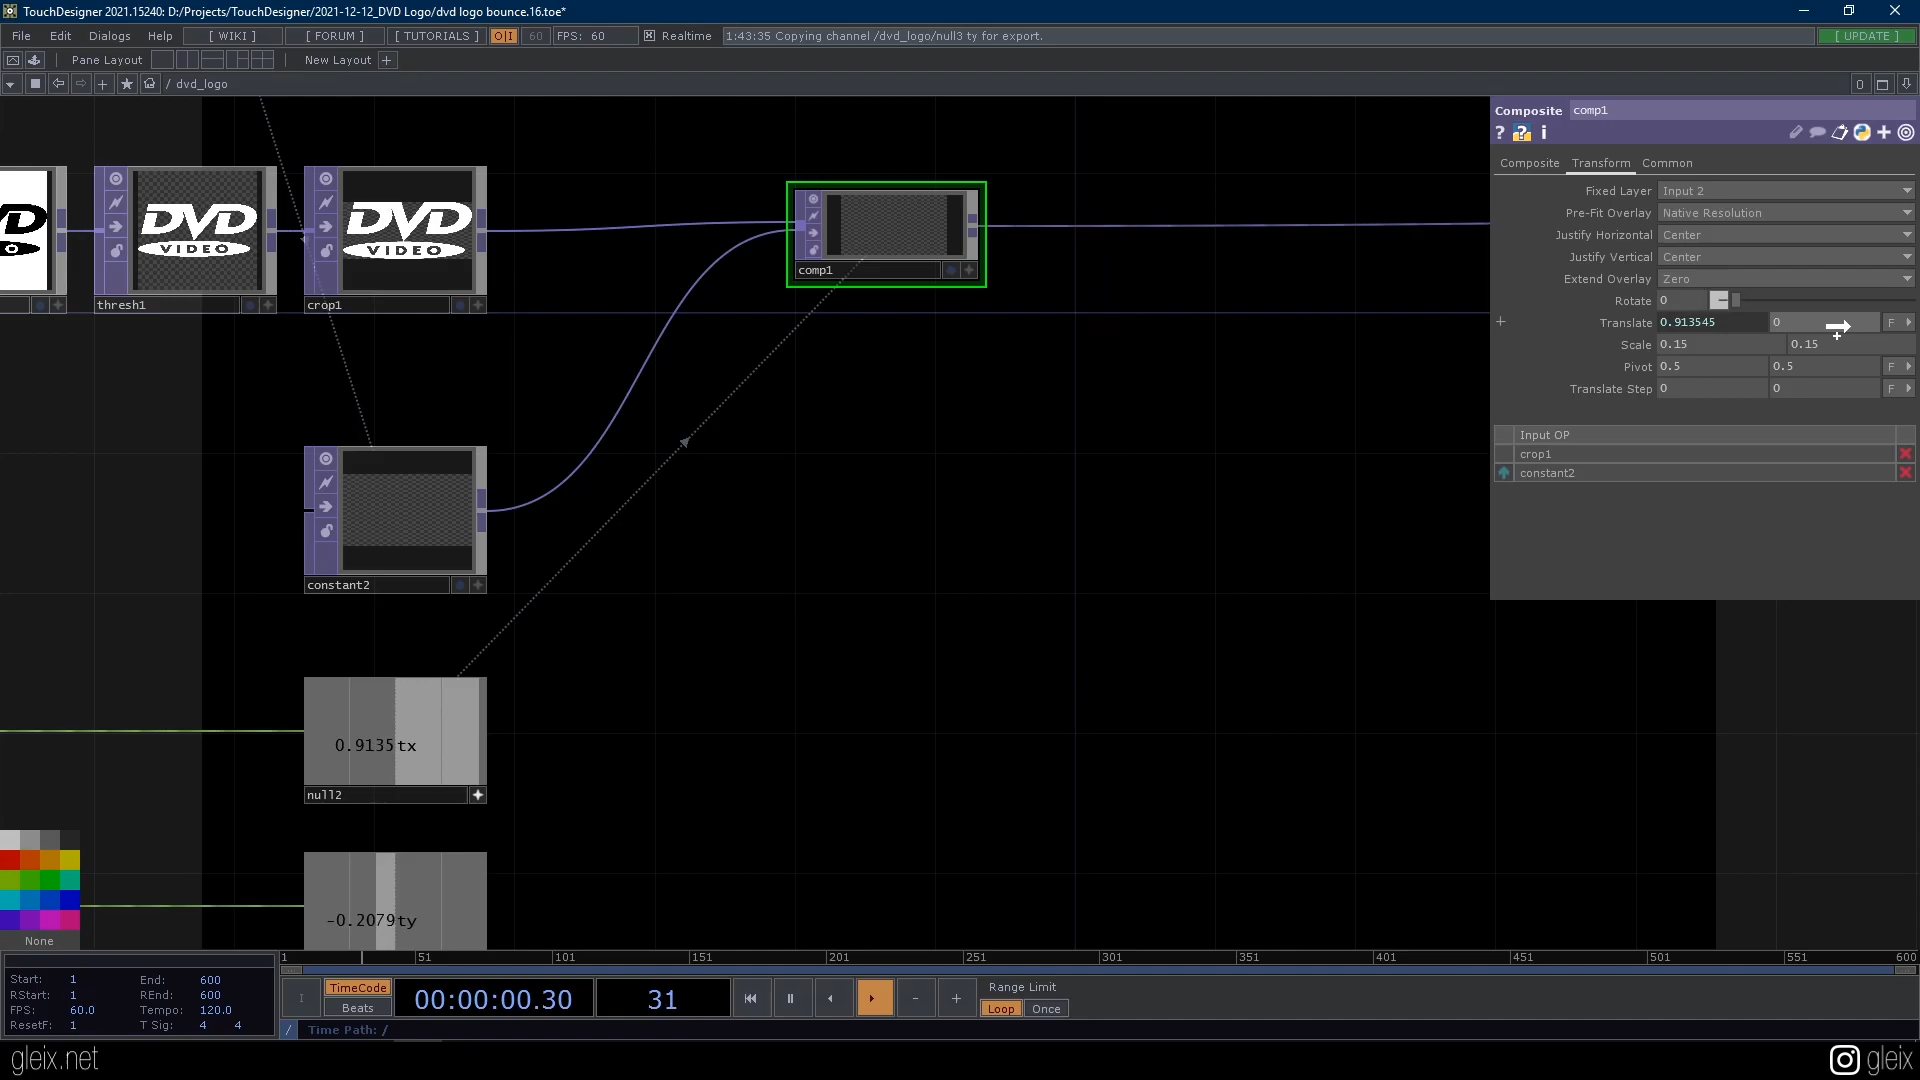 TouchDesigner 2021.15240: D:/Projects/TouchDesigner/2021-12-12_DVD Logo/dvd logo bounce.16.toe*
File Edit Dialogs Help [ WIKI ] [ FORUM ] [ TUTORIALS ] O|I 60 FPS: 60 Realtime 1:43:35 Copying channel /dvd_logo/null3 ty for export. [ UPDATE ]
Pane Layout New Layout +
/ dvd_logo 0
Composite comp1
? ? i
Composite Transform Common
Fixed Layer Input 2
Pre-Fit Overlay Native Resolution
Justify Horizontal Center
Justify Vertical Center
Extend Overlay Zero
Rotate 0
Translate 0.913545 0 F
Scale 0.15 0.15
Pivot 0.5 0.5 F
Translate Step 0 0 F
Input OP
crop1
constant2
DVD
VIDEO
thresh1
DVD
VIDEO
crop1
comp1
constant2
0.9135 tx
null2
-0.2079 ty
None
1 51 101 151 201 251 301 351 401 451 501 551 600
Start: 1 End: 600
RStart: 1 REnd: 600
FPS: 60.0 Tempo: 120.0
ResetF: 1 T Sig: 4 4
I TimeCode
Beats
00:00:00.30 31
- +
Range Limit
Loop Once
/ Time Path: /
gleix.net
gleix